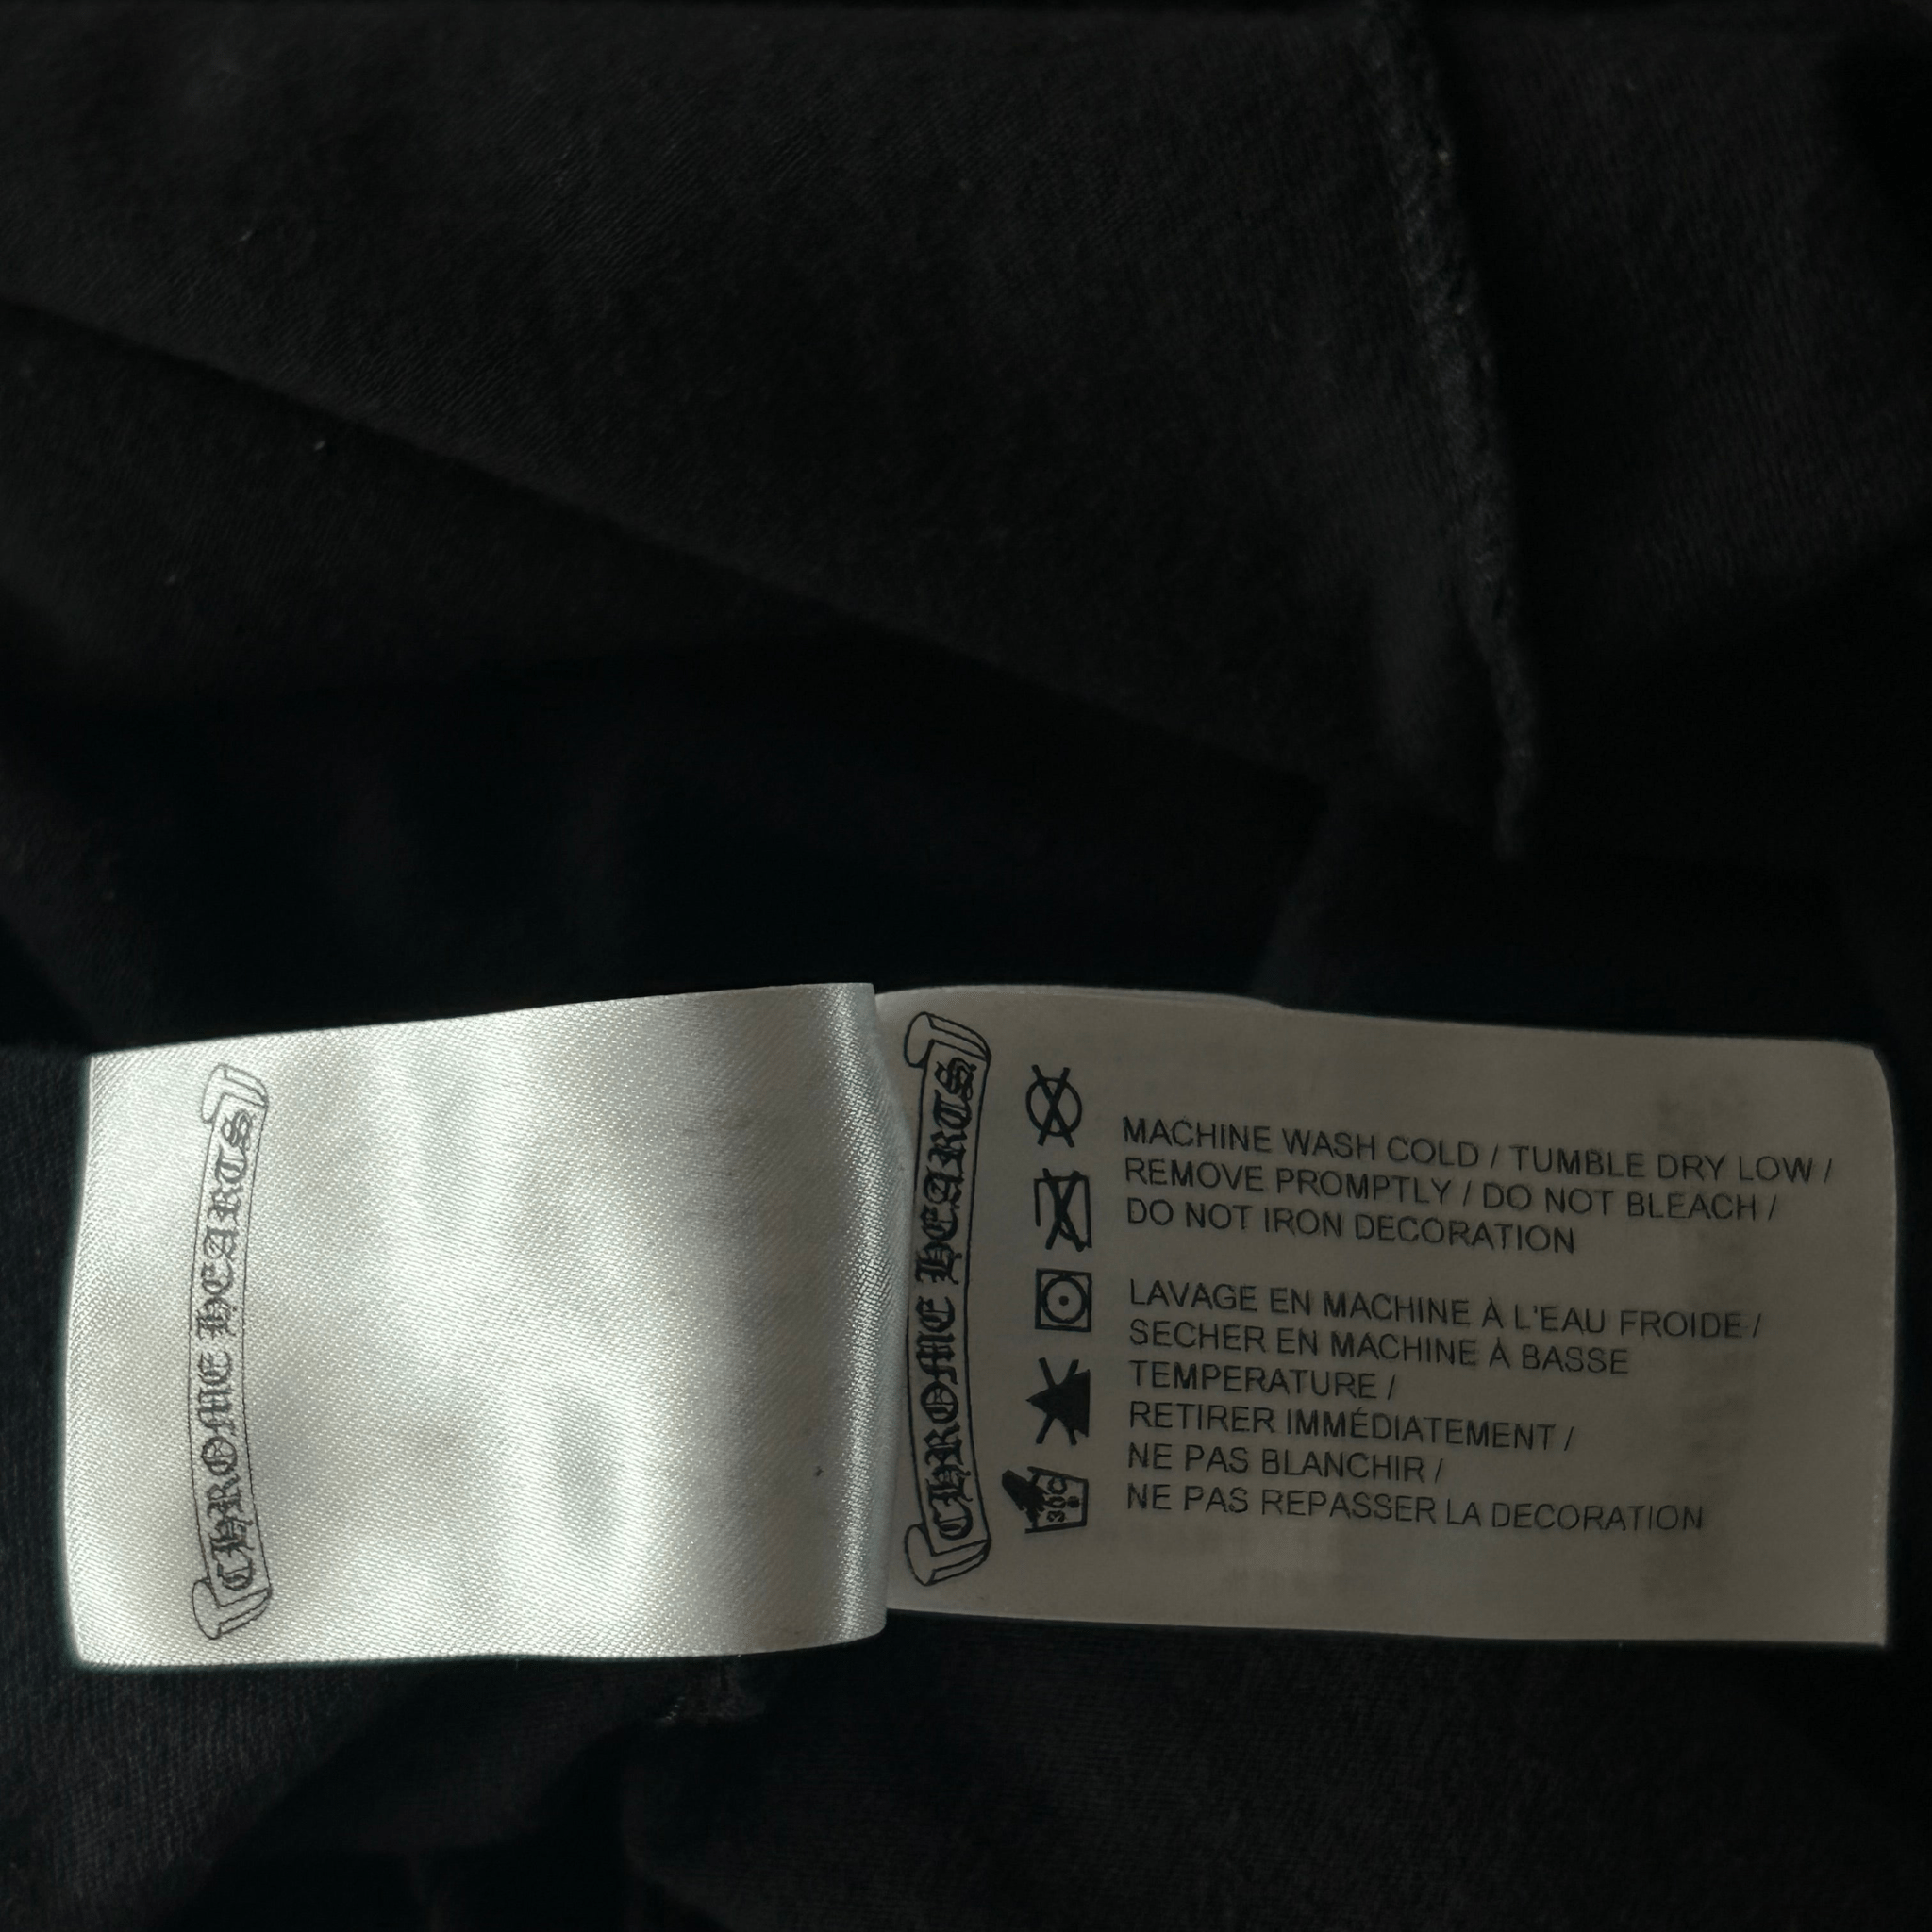 CHROME HEARTS
CHROME HEARTS
MACHINE WASH COLD / TUMBLE DRY LOW /
REMOVE PROMPTLY / DO NOT BLEACH /
DO NOT IRON DECORATION
LAVAGE EN MACHINE À L'EAU FROIDE /
SECHER EN MACHINE À BASSE
TEMPERATURE /
RETIRER IMMÉDIATEMENT /
NE PAS BLANCHIR /
NE PAS REPASSER LA DECORATION
30C